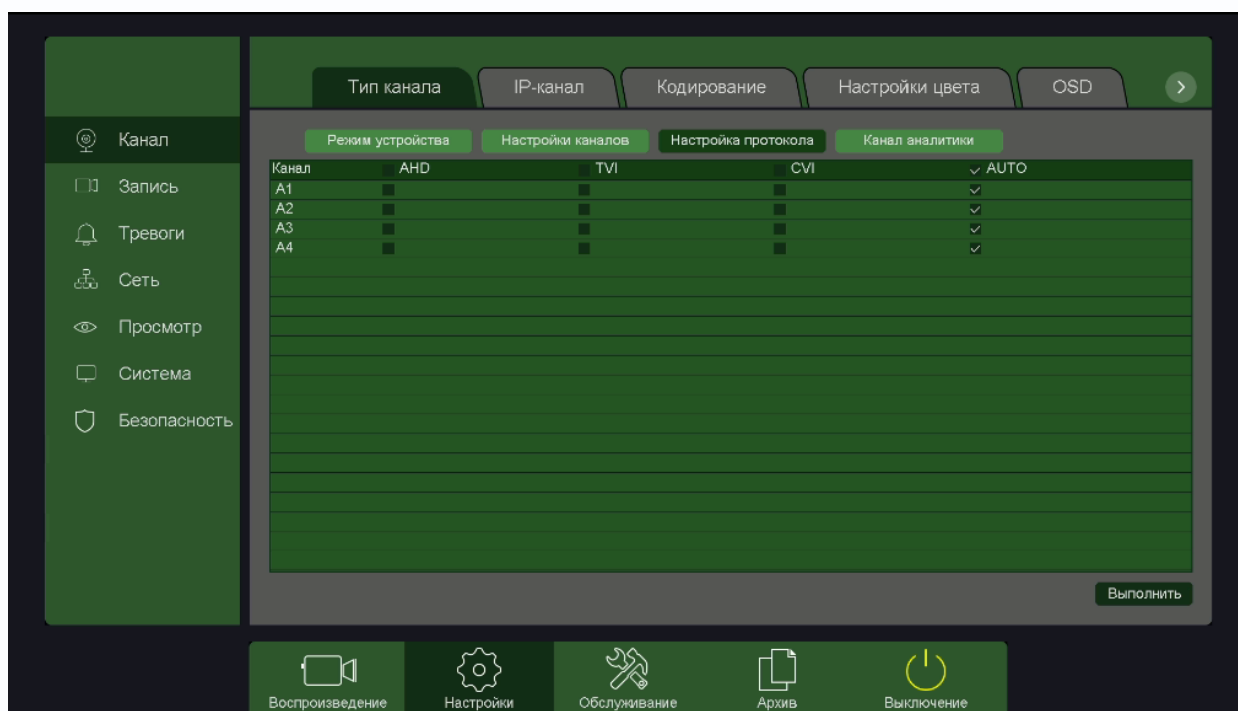 Тип канала IP-канал Кодирование Настройки цвета OSD
Канал
Запись
Тревоги
Сеть
Просмотр
Система
Безопасность
Режим устройства Настройки каналов Настройка протокола Канал аналитики
Канал AHD TVI CVI AUTO
A1
A2
A3
A4
Выполнить
Воспроизведение Настройки Обслуживание Архив Выключение